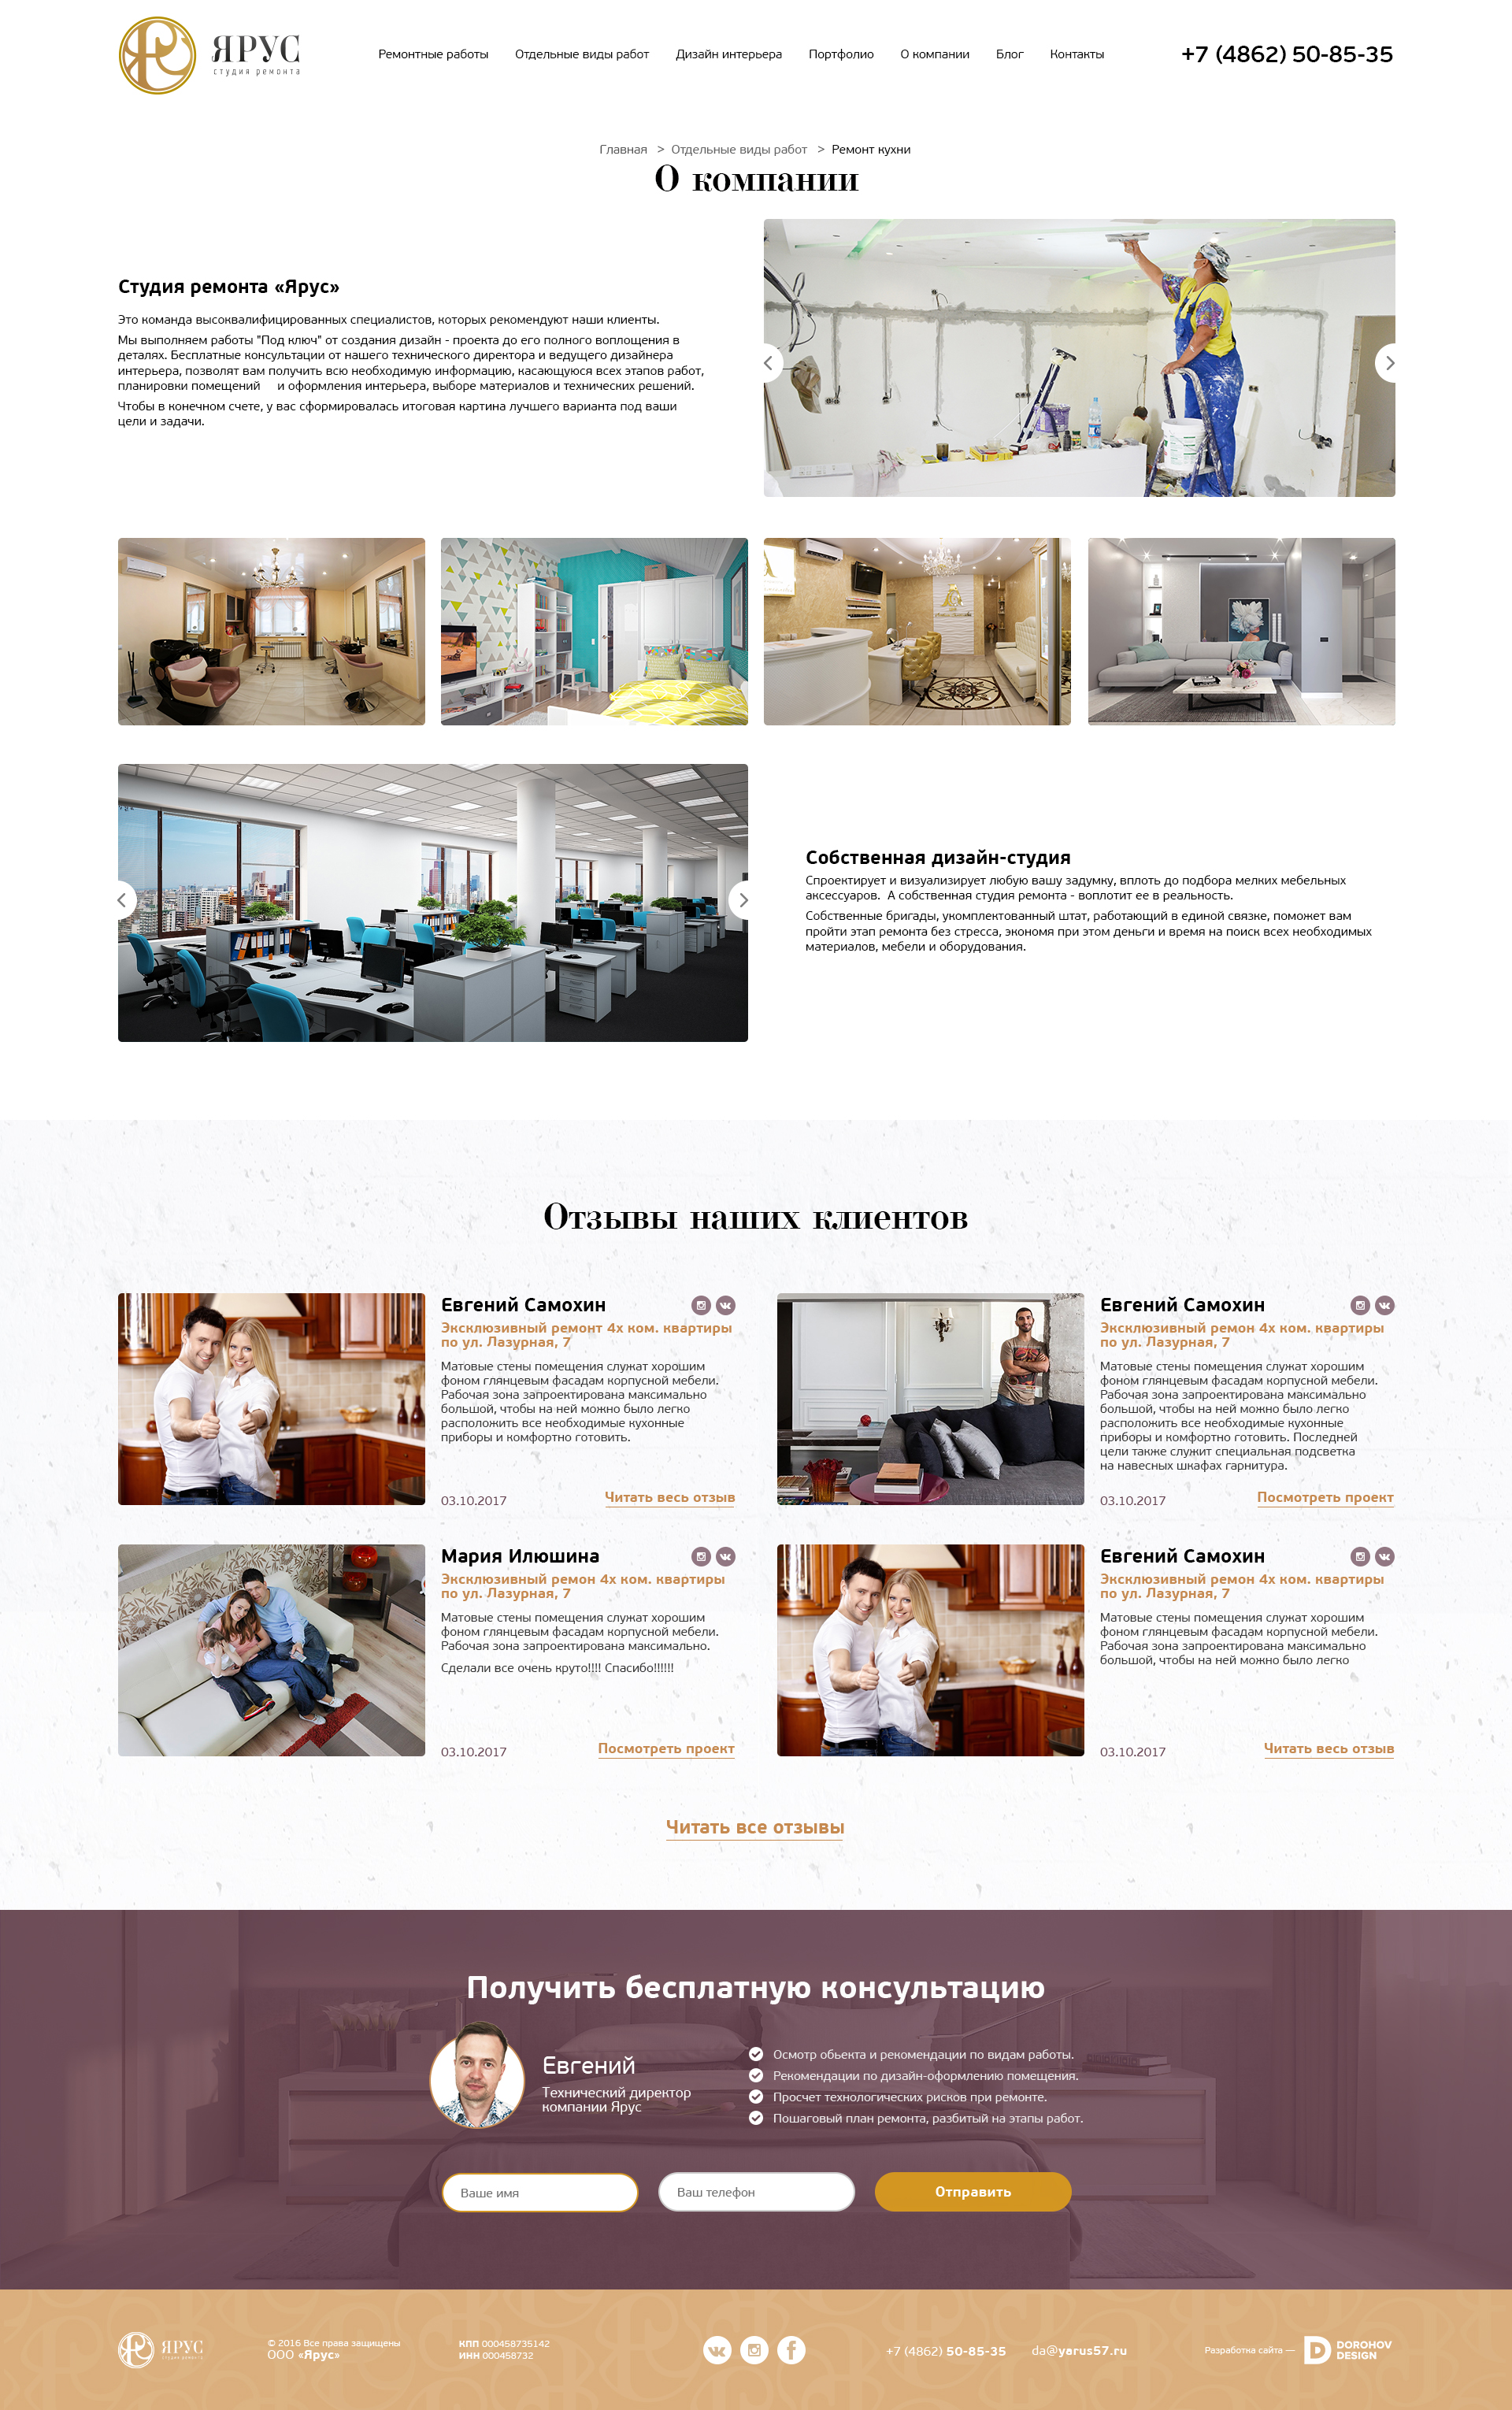 ЯРУС
студия ремонта
Ремонтные работы
Отдельные виды работ
Дизайн интерьера
Портфолио
О компании
Блог
Контакты
+7 (4862) 50-85-35
Главная > Отдельные виды работ > Ремонт кухни
О компании
Студия ремонта «Ярус»
Это команда высоквалифицированных специалистов, которых рекомендуют наши клиенты.
Мы выполняем работы "Под ключ" от создания дизайн - проекта до его полного воплощения в
деталях. Бесплатные консультации от нашего технического директора и ведущего дизайнера
интерьера, позволят вам получить всю необходимую информацию, касающуюся всех этапов работ,
планировки помещений и оформления интерьера, выборе материалов и технических решений.
Чтобы в конечном счете, у вас сформировалась итоговая картина лучшего варианта под ваши
цели и задачи.
Собственная дизайн-студия
Спроектирует и визуализирует любую вашу задумку, вплоть до подбора мелких мебельных
аксессуаров. А собственная студия ремонта - воплотит ее в реальность.
Собственные бригады, укомплектованный штат, работающий в единой связке, поможет вам
пройти этап ремонта без стресса, экономя при этом деньги и время на поиск всех необходимых
материалов, мебели и оборудования.
Отзывы наших клиентов
Евгений Самохин
Эксклюзивный ремонт 4х ком. квартиры
по ул. Лазурная, 7
Матовые стены помещения служат хорошим
фоном глянцевым фасадам корпусной мебели.
Рабочая зона запроектирована максимально
большой, чтобы на ней можно было легко
расположить все необходимые кухонные
приборы и комфортно готовить.
03.10.2017
Читать весь отзыв
Евгений Самохин
Эксклюзивный ремон 4х ком. квартиры
по ул. Лазурная, 7
Матовые стены помещения служат хорошим
фоном глянцевым фасадам корпусной мебели.
Рабочая зона запроектирована максимально
большой, чтобы на ней можно было легко
расположить все необходимые кухонные
приборы и комфортно готовить. Последней
цели также служит специальная подсветка
на навесных шкафах гарнитура.
03.10.2017
Посмотреть проект
Мария Илюшина
Эксклюзивный ремон 4х ком. квартиры
по ул. Лазурная, 7
Матовые стены помещения служат хорошим
фоном глянцевым фасадам корпусной мебели.
Рабочая зона запроектирована максимально.
Сделали все очень круто!!!! Спасибо!!!!!!
03.10.2017
Посмотреть проект
Евгений Самохин
Эксклюзивный ремон 4х ком. квартиры
по ул. Лазурная, 7
Матовые стены помещения служат хорошим
фоном глянцевым фасадам корпусной мебели.
Рабочая зона запроектирована максимально
большой, чтобы на ней можно было легко
03.10.2017
Читать весь отзыв
Читать все отзывы
Получить бесплатную консультацию
Евгений
Технический директор
компании Ярус
Осмотр обьекта и рекомендации по видам работы.
Рекомендации по дизайн-оформлению помещения.
Просчет технологических рисков при ремонте.
Пошаговый план ремонта, разбитый на этапы работ.
Ваше имя
Ваш телефон
Отправить
ЯРУС
студия ремонта
© 2016 Все права защищены
ООО «Ярус»
КПП 000458735142
ИНН 000458732
+7 (4862) 50-85-35
da@yarus57.ru
Разработка сайта —
DOROHOV
DESIGN